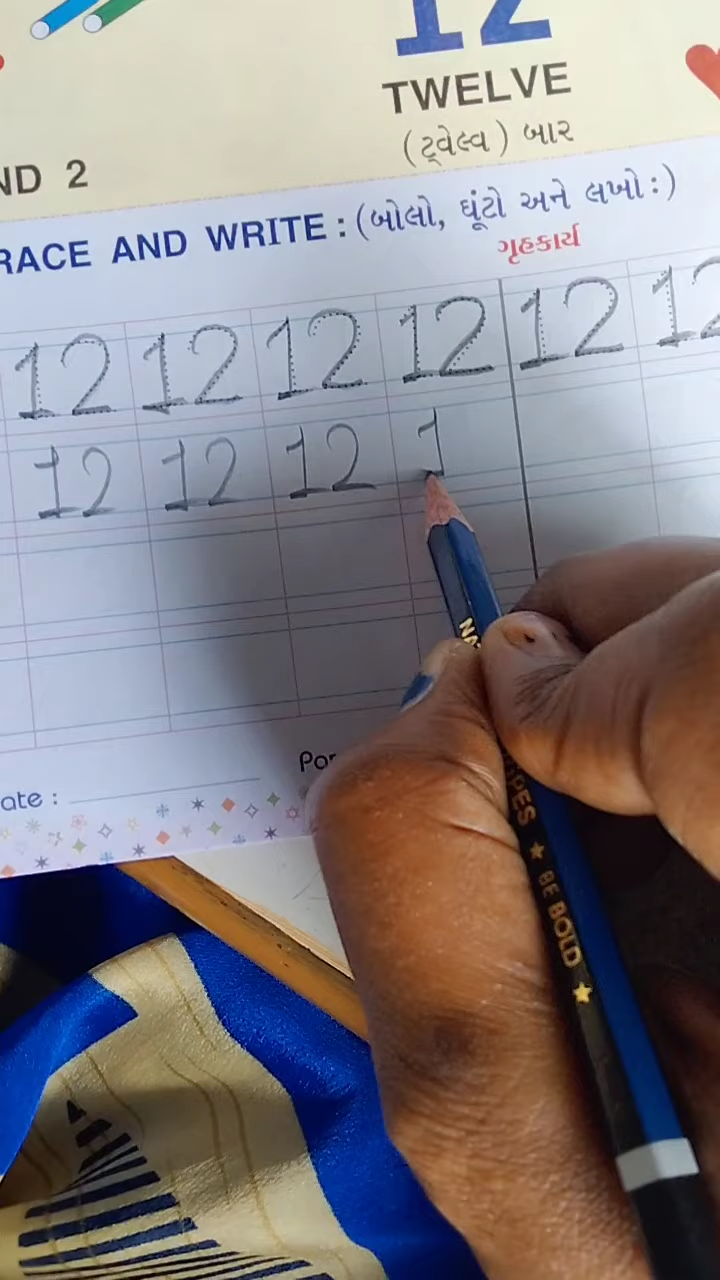 12
TWELVE
(ટ્વેલ્વ) બાર
ND 2
RACE AND WRITE : (બોલો, ઘૂંટો અને લખો :)
ગૃહકાર્ય
12 12 12 12 12 12
12 12 12 1
ate :
BE BOLD